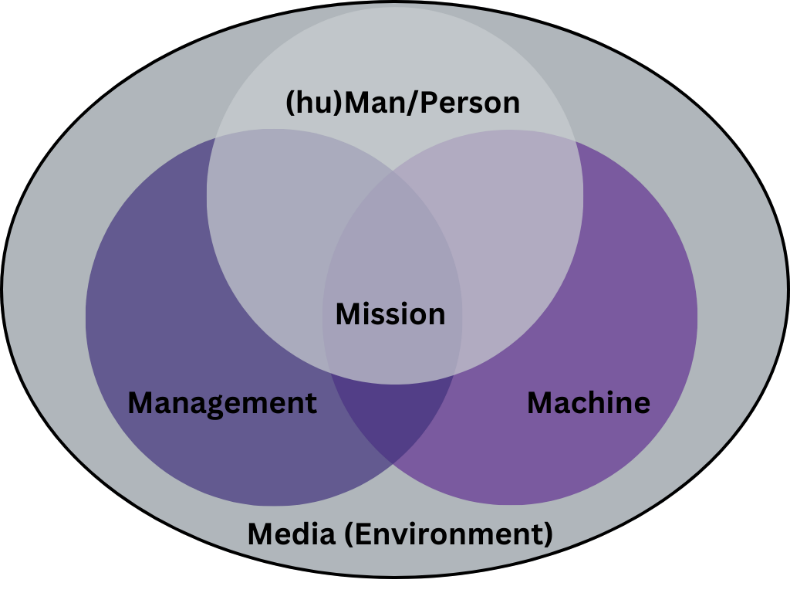 (hu)Man/Person
Mission
Management
Machine
Media (Environment)